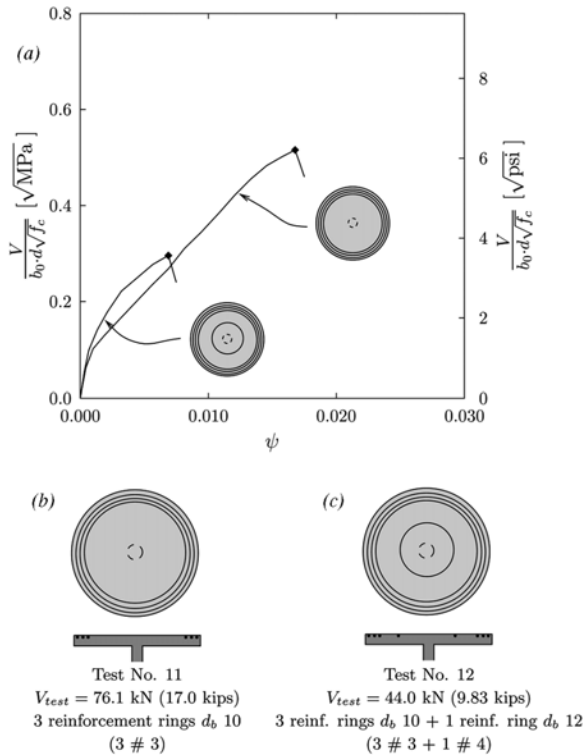 (a)
0.8
0.6
0.4
0.2
0.0
8
6
4
2
0
V / b₀·d√f_c [√MPa]
V / b₀·d√f_c [√psi]
0.000 0.010 0.020 0.030
ψ
(b)
(c)
Test No. 11
V_test = 76.1 kN (17.0 kips)
3 reinforcement rings d_b 10
(3 # 3)
Test No. 12
V_test = 44.0 kN (9.83 kips)
3 reinf. rings d_b 10 + 1 reinf. ring d_b 12
(3 # 3 + 1 # 4)